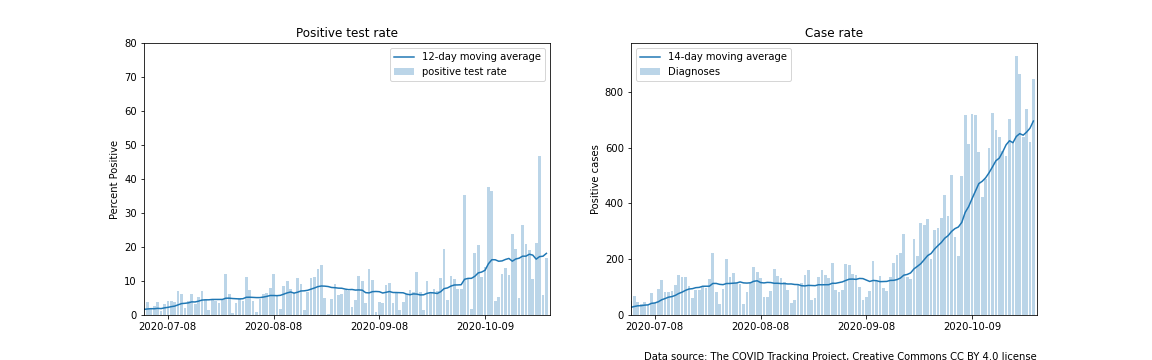 Positive test rate
80
70
60
50
40
30
20
10
0
Percent Positive
12-day moving average
positive test rate
2020-07-08
2020-08-08
2020-09-08
2020-10-09
Case rate
800
600
400
200
0
Positive cases
14-day moving average
Diagnoses
2020-07-08
2020-08-08
2020-09-08
2020-10-09
Data source: The COVID Tracking Project, Creative Commons CC BY 4.0 license